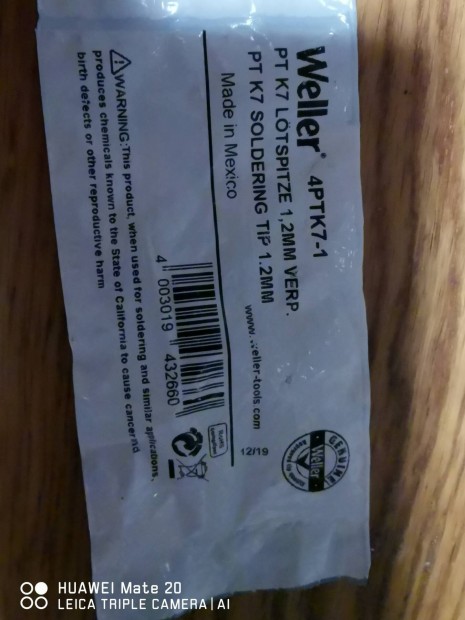 Weller® 4PTK7-1
PT K7 LÖTSPITZE 1,2MM VERP.
PT K7 SOLDERING TIP 1.2MM
Made in Mexico
www.weller-tools.com
12/19
GENUINE
Weller
RoHS
4 003019 432660
WARNING:This product, when used for soldering and similar applications,
produces chemicals known to the State of California to cause cancer and
birth defects or other reproductive harm
HUAWEI Mate 20
LEICA TRIPLE CAMERA | AI